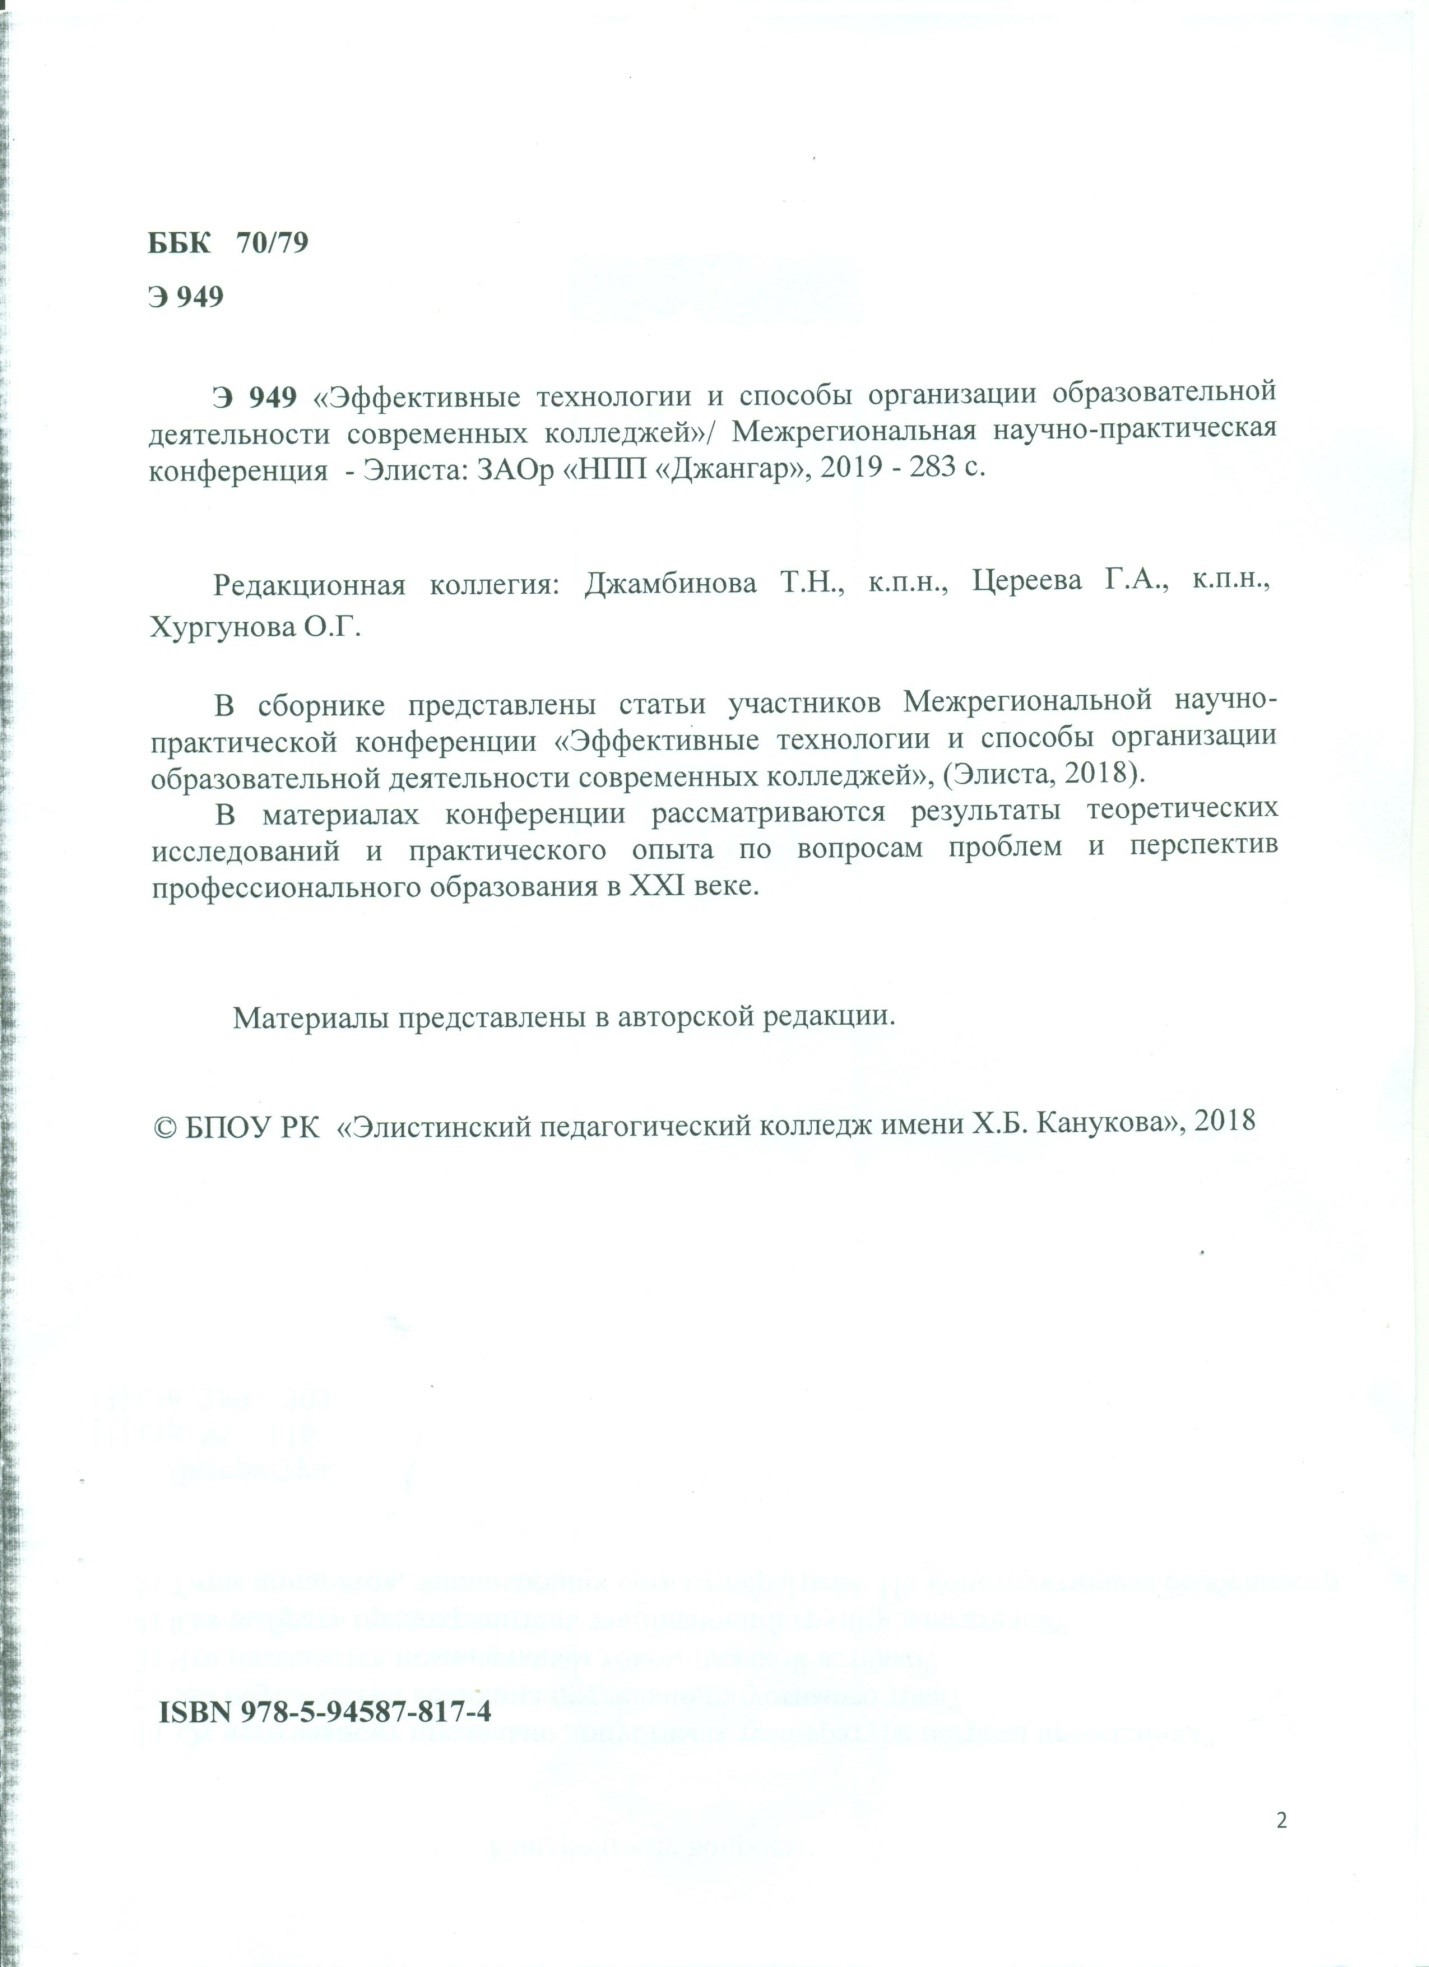 ББК 70/79
Э 949
Э 949 «Эффективные технологии и способы организации образовательной
деятельности современных колледжей»/ Межрегиональная научно-практическая
конференция - Элиста: ЗАОр «НПП «Джангар», 2019 - 283 с.
Редакционная коллегия: Джамбинова Т.Н., к.п.н., Цереева Г.А., к.п.н.,
Хургунова О.Г.
В сборнике представлены статьи участников Межрегиональной научно-
практической конференции «Эффективные технологии и способы организации
образовательной деятельности современных колледжей», (Элиста, 2018).
В материалах конференции рассматриваются результаты теоретических
исследований и практического опыта по вопросам проблем и перспектив
профессионального образования в XXI веке.
Материалы представлены в авторской редакции.
© БПОУ РК «Элистинский педагогический колледж имени Х.Б. Канукова», 2018
ISBN 978-5-94587-817-4
2